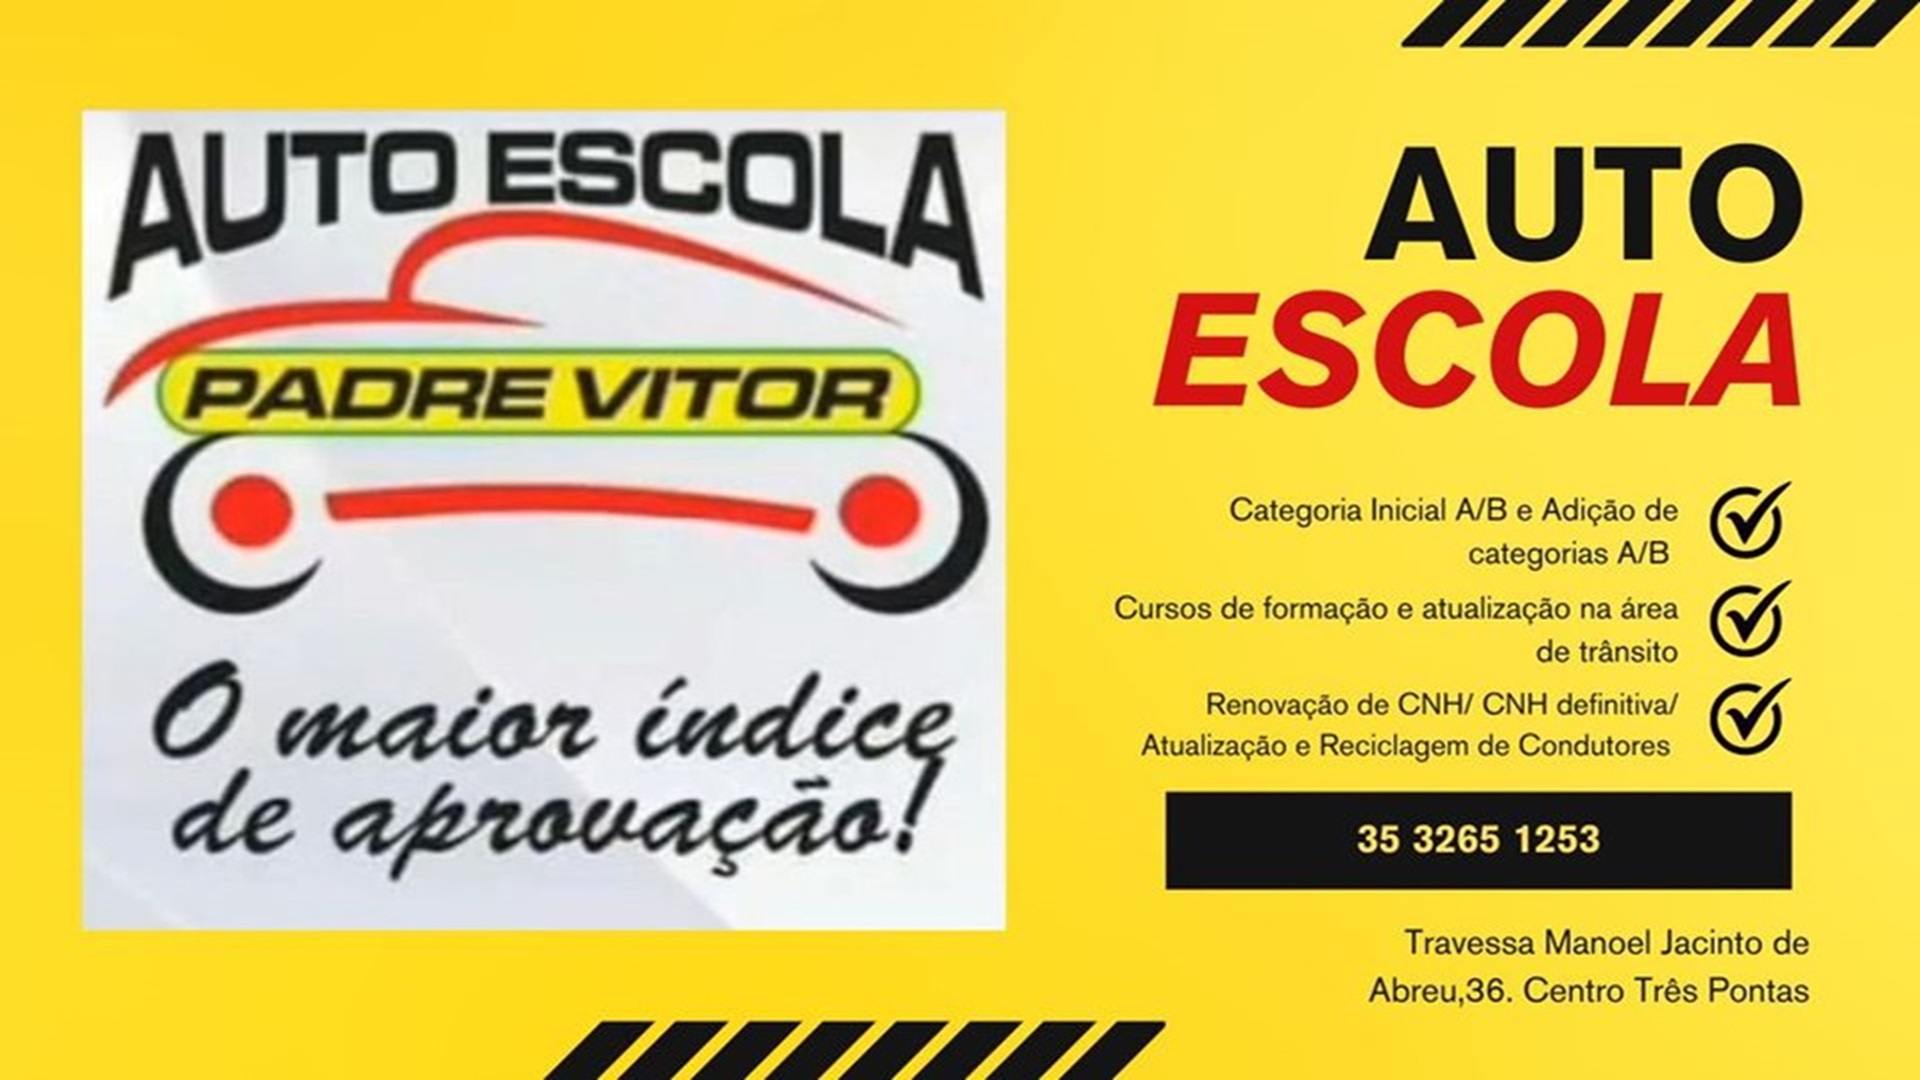 AUTO ESCOLA
PADRE VITOR
O maior índice
de aprovação!
AUTO
ESCOLA
Categoria Inicial A/B e Adição de
categorias A/B
Cursos de formação e atualização na área
de trânsito
Renovação de CNH/ CNH definitiva/
Atualização e Reciclagem de Condutores
35 3265 1253
Travessa Manoel Jacinto de
Abreu,36. Centro Três Pontas